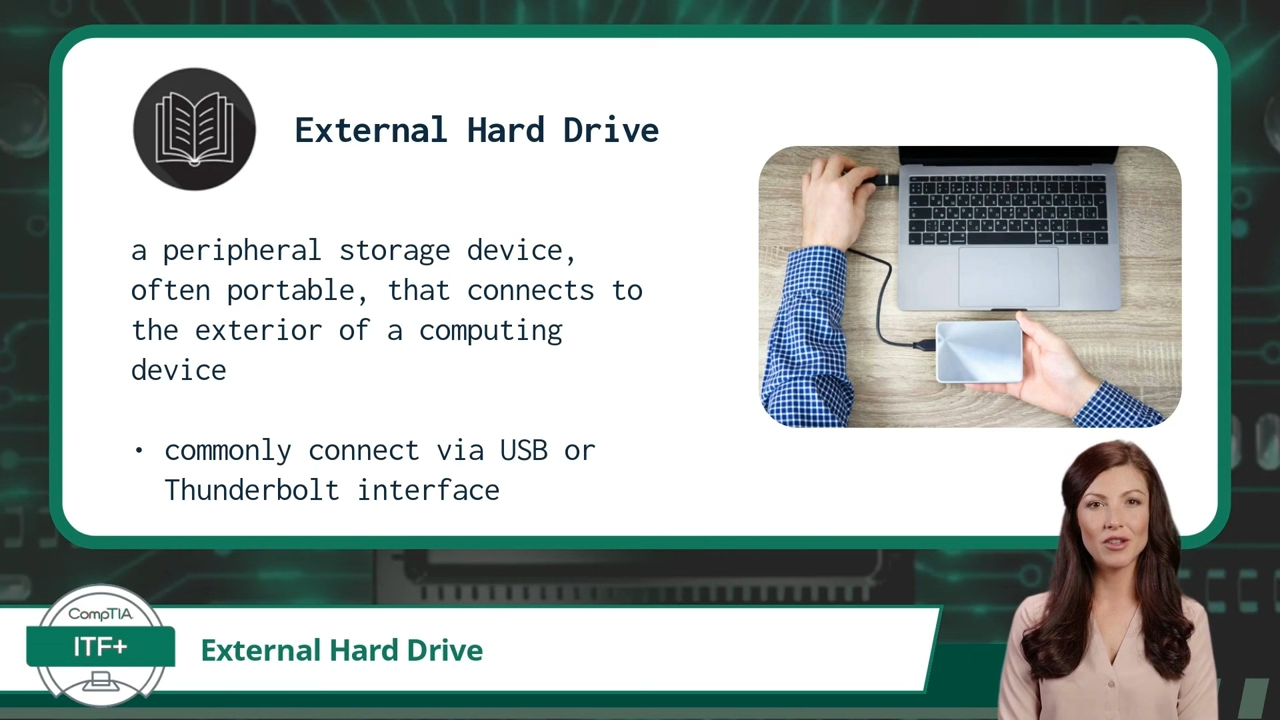 External Hard Drive
a peripheral storage device,
often portable, that connects to
the exterior of a computing
device
• commonly connect via USB or
Thunderbolt interface
CompTIA
ITF+
External Hard Drive